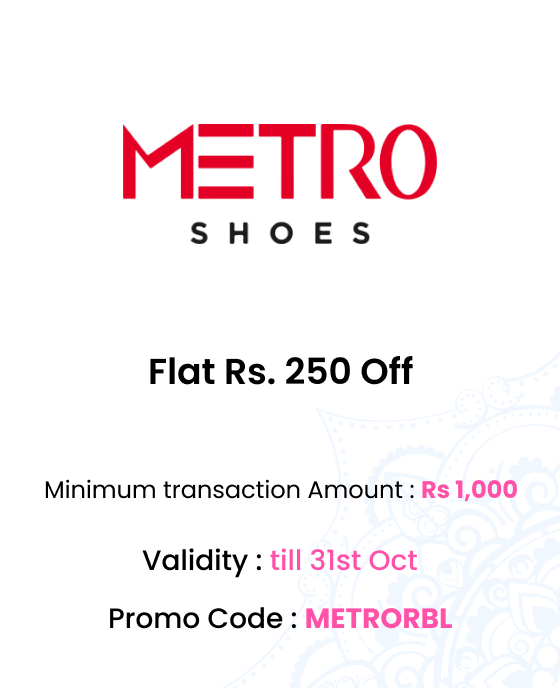 METRO
SHOES
Flat Rs. 250 Off
Minimum transaction Amount : Rs 1,000
Validity : till 31st Oct
Promo Code : METRORBL